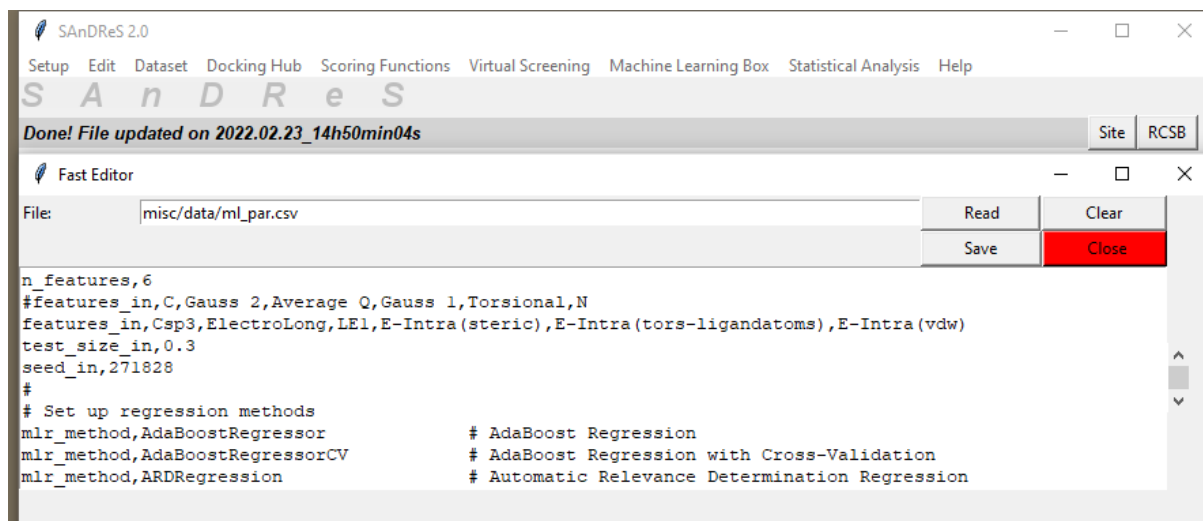 SAnDReS 2.0
Setup Edit Dataset Docking Hub Scoring Functions Virtual Screening Machine Learning Box Statistical Analysis Help
S A n D R e S
Done! File updated on 2022.02.23_14h50min04s Site RCSB
Fast Editor
File: misc/data/ml_par.csv Read Clear
Save Close
n_features,6
#features_in,C,Gauss 2,Average Q,Gauss 1,Torsional,N
features_in,Csp3,ElectroLong,LE1,E-Intra(steric),E-Intra(tors-ligandatoms),E-Intra(vdw)
test_size_in,0.3
seed_in,271828
#
# Set up regression methods
mlr_method,AdaBoostRegressor # AdaBoost Regression
mlr_method,AdaBoostRegressorCV # AdaBoost Regression with Cross-Validation
mlr_method,ARDRegression # Automatic Relevance Determination Regression